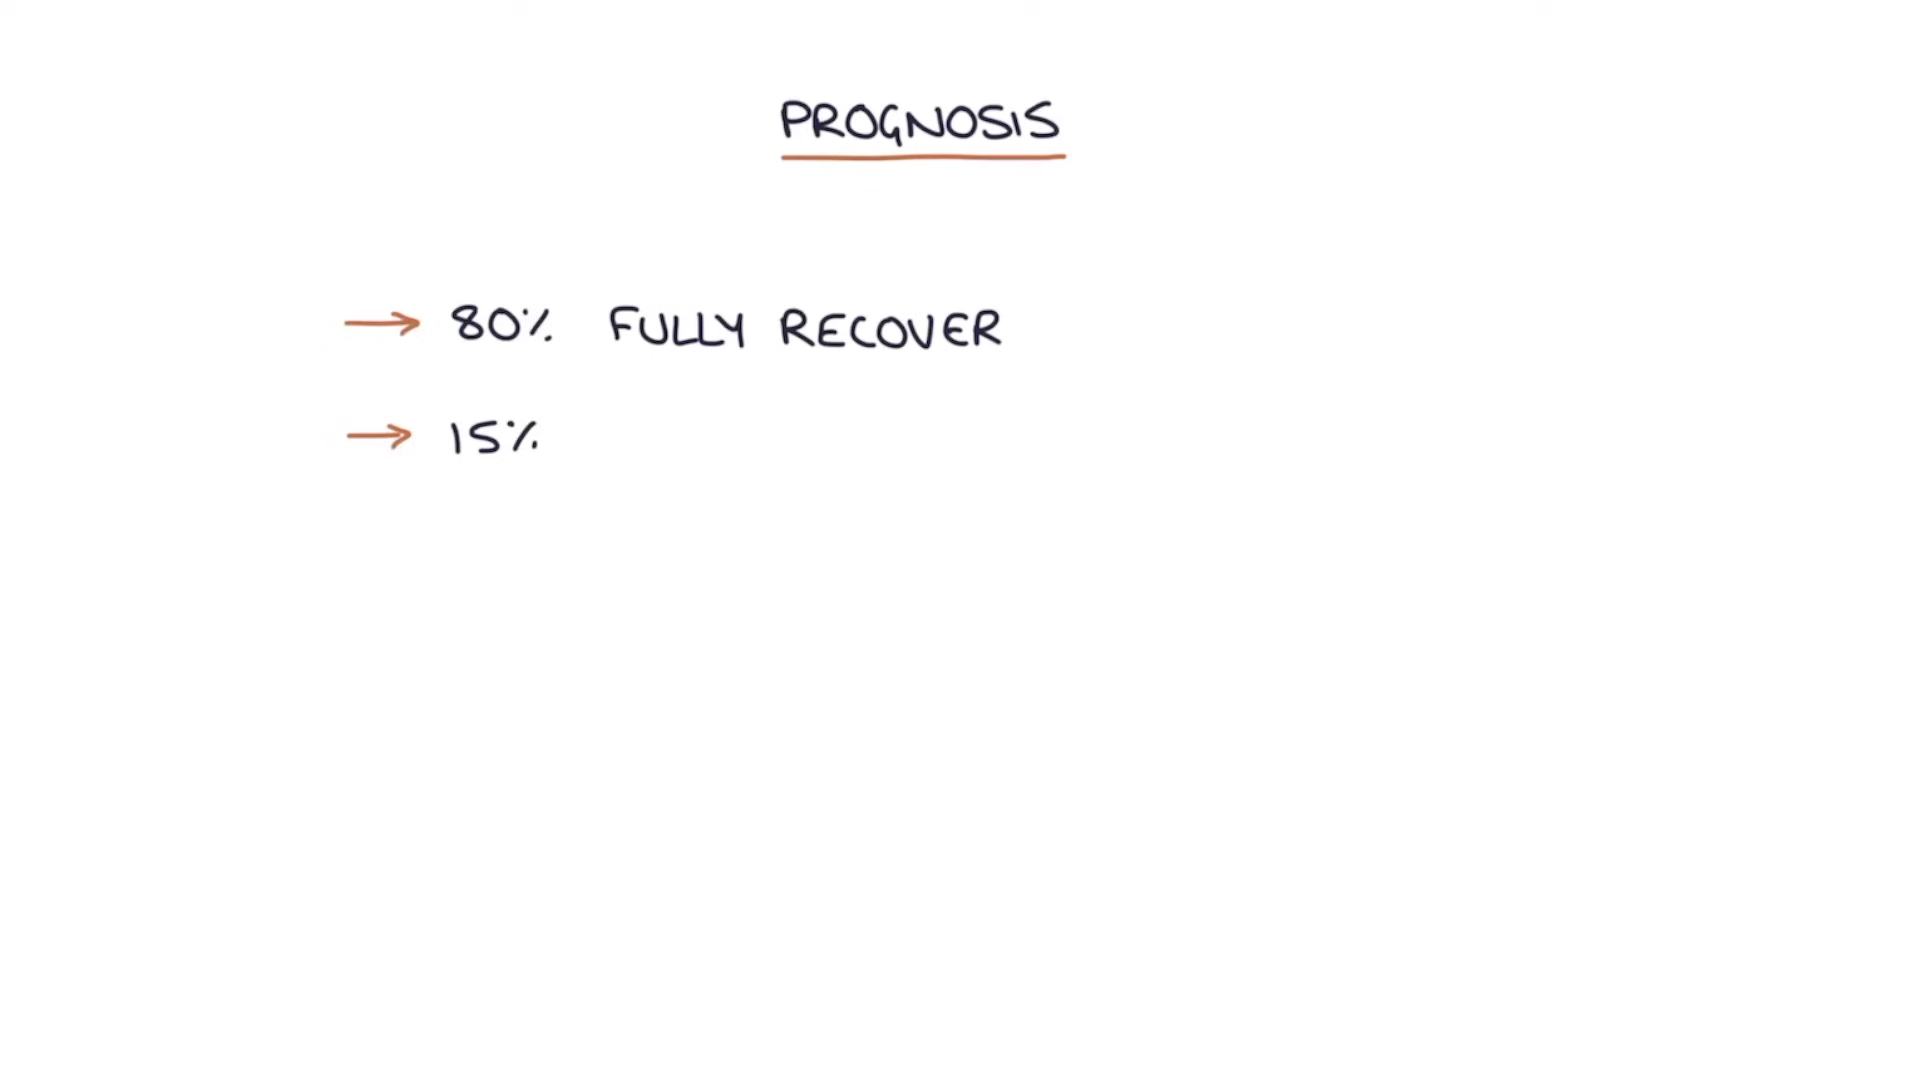 PROGNOSIS
→ 80% FULLY RECOVER
→ 15%